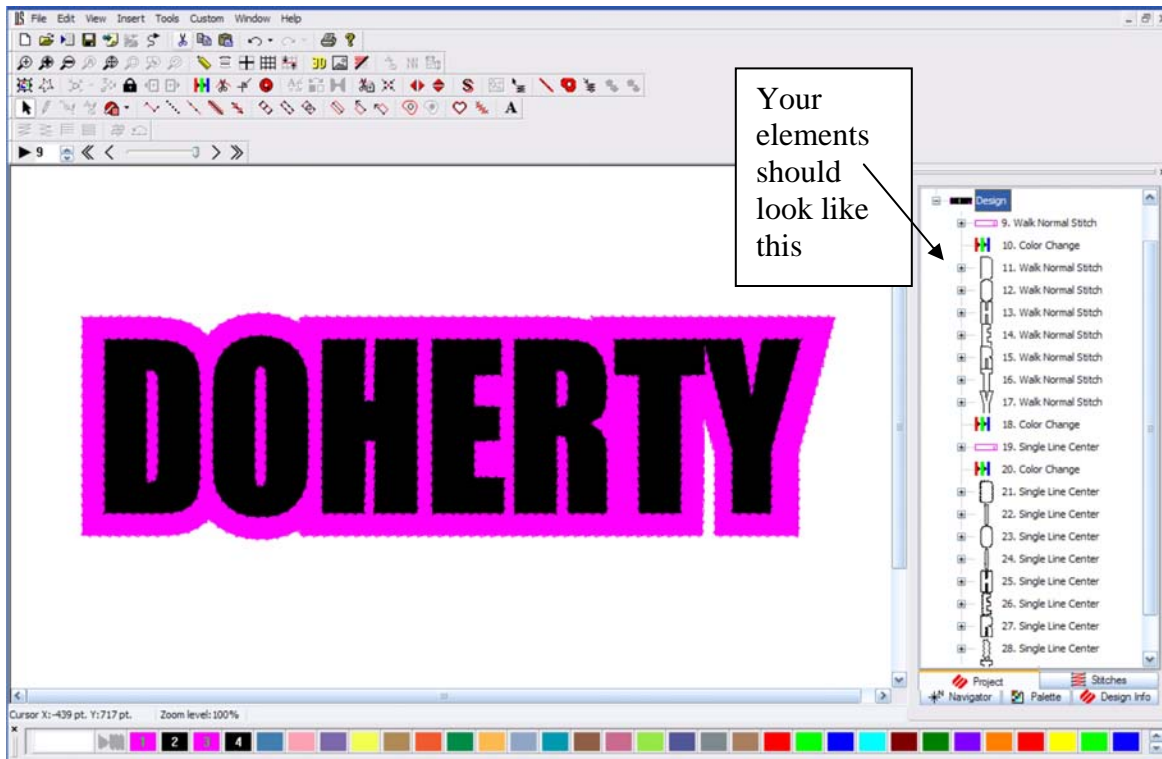 File Edit View Insert Tools Custom Window Help
3D
S
A
9
Your
elements
should
look like
this
Design
9. Walk Normal Stitch
10. Color Change
11. Walk Normal Stitch
12. Walk Normal Stitch
13. Walk Normal Stitch
14. Walk Normal Stitch
15. Walk Normal Stitch
16. Walk Normal Stitch
17. Walk Normal Stitch
18. Color Change
19. Single Line Center
20. Color Change
21. Single Line Center
22. Single Line Center
23. Single Line Center
24. Single Line Center
25. Single Line Center
26. Single Line Center
27. Single Line Center
28. Single Line Center
DOHERTY
Project Stitches
Navigator Palette Design Info
Cursor X:-439 pt. Y:717 pt. Zoom level:100%
1 2 3 4